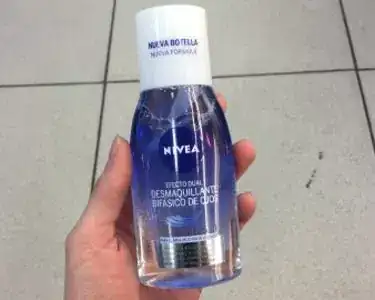 NUEVA BOTELLA
NUEVA FÓRMULA
NIVEA
EFECTO DUAL
DESMAQUILLANTE
BIFÁSICO DE OJOS